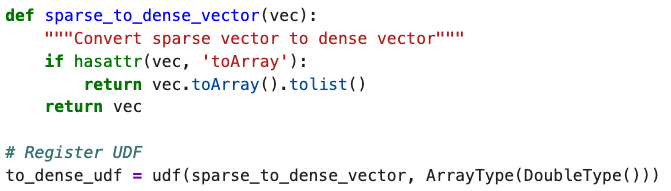 def sparse_to_dense_vector(vec):
    """Convert sparse vector to dense vector"""
    if hasattr(vec, 'toArray'):
        return vec.toArray().tolist()
    return vec

# Register UDF
to_dense_udf = udf(sparse_to_dense_vector, ArrayType(DoubleType()))